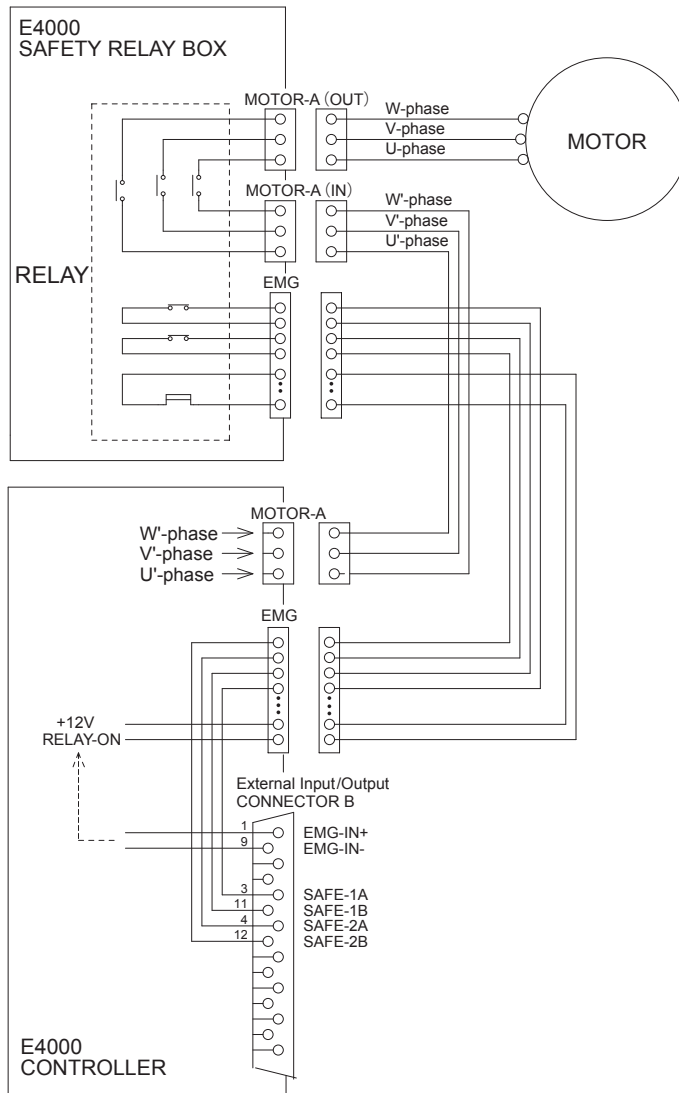 E4000
SAFETY RELAY BOX
MOTOR-A (OUT)
W-phase
V-phase
U-phase
MOTOR
MOTOR-A (IN)
W'-phase
V'-phase
U'-phase
RELAY
EMG
MOTOR-A
W'-phase
V'-phase
U'-phase
EMG
+12V
RELAY-ON
External Input/Output
CONNECTOR B
1 EMG-IN+
9 EMG-IN-
3 SAFE-1A
11 SAFE-1B
4 SAFE-2A
12 SAFE-2B
E4000
CONTROLLER